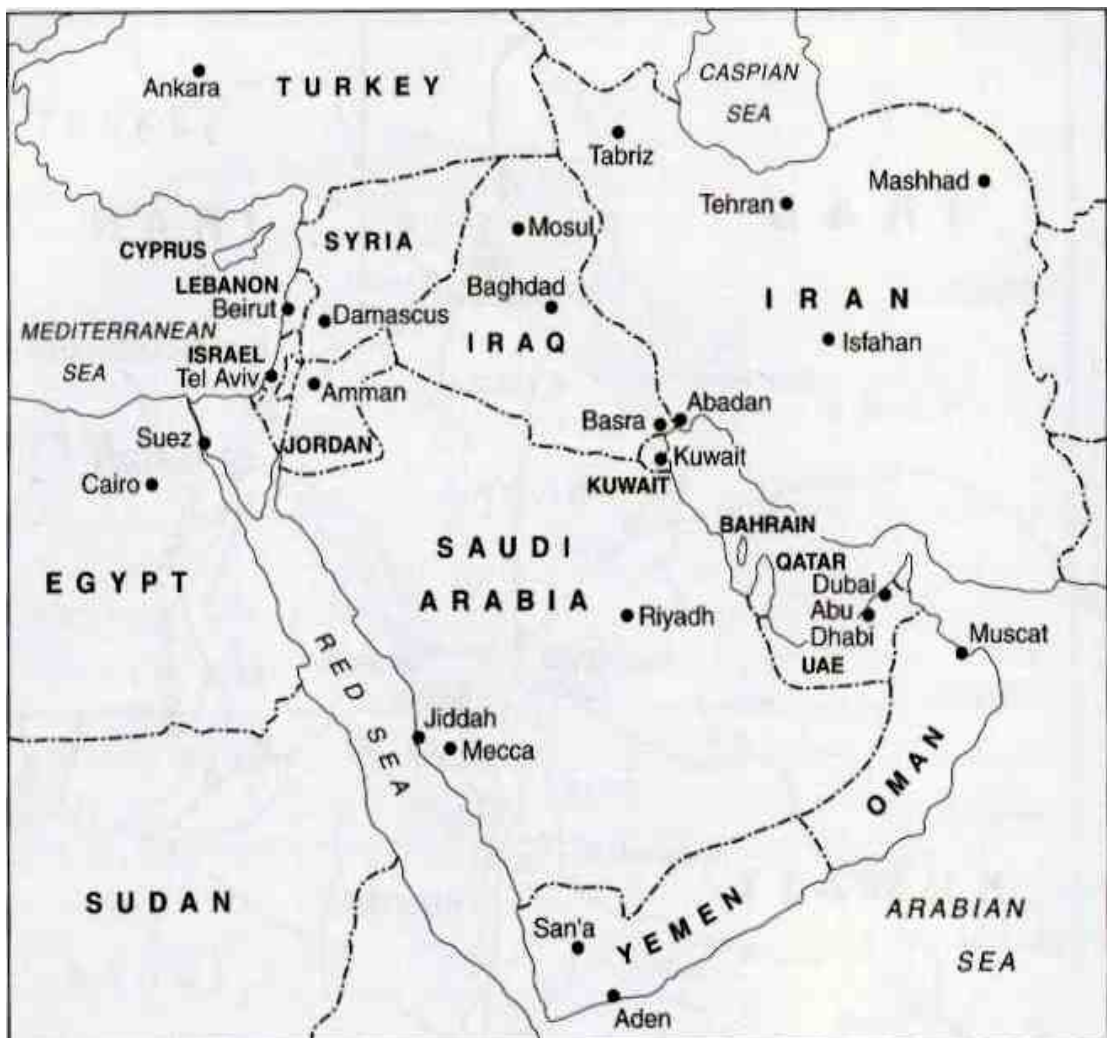 CASPIAN
SEA
Ankara
TURKEY
Tabriz
Mashhad
Tehran
Mosul
SYRIA
CYPRUS
LEBANON
Beirut
Baghdad
IRAN
Damascus
MEDITERRANEAN
SEA
IRAQ
Isfahan
ISRAEL
Tel Aviv
Amman
Abadan
Basra
Suez
JORDAN
Kuwait
KUWAIT
Cairo
BAHRAIN
SAUDI
ARABIA
QATAR
EGYPT
Dubai
Abu
Dhabi
Riyadh
Muscat
UAE
RED SEA
Jiddah
Mecca
OMAN
SUDAN
YEMEN
ARABIAN
SEA
San'a
Aden